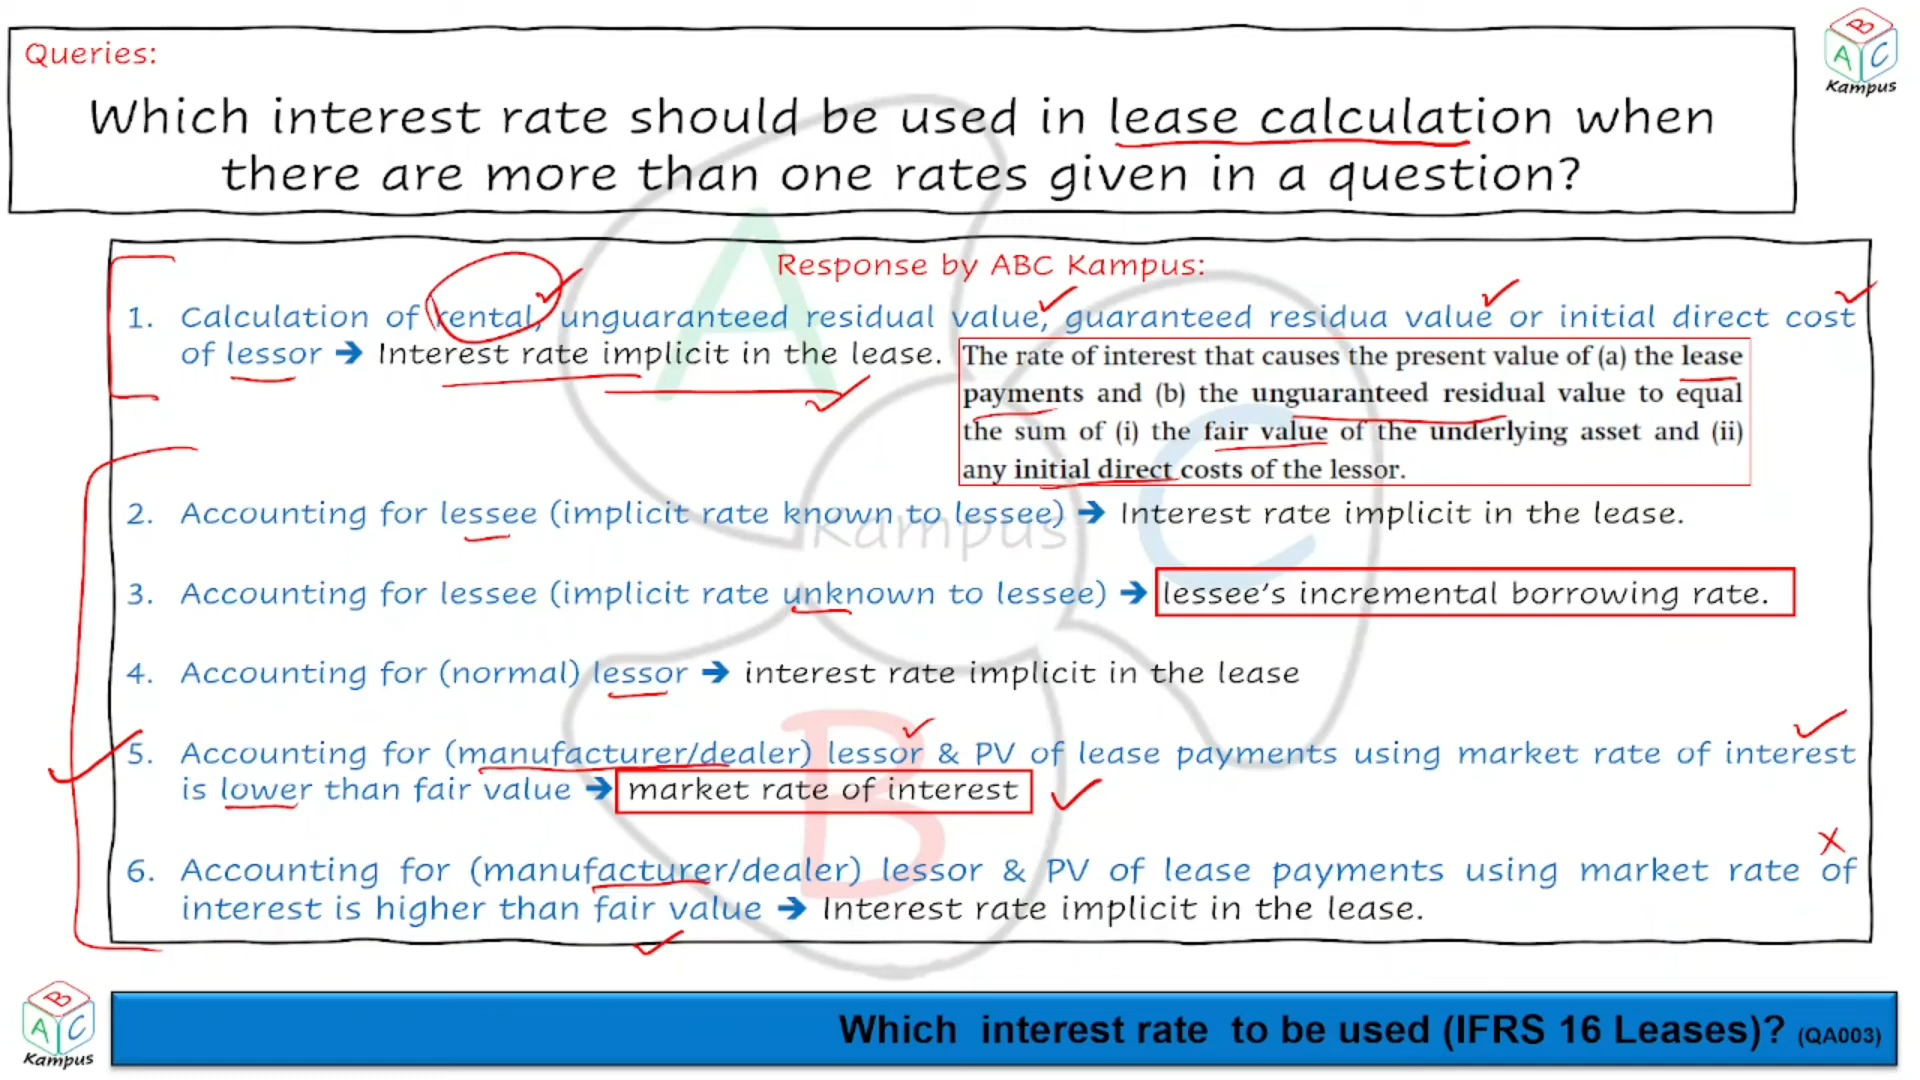 Queries:
Which interest rate should be used in lease calculation when
there are more than one rates given in a question?
B
A C
Kampus
Response by ABC Kampus:
1. Calculation of rental, unguaranteed residual value, guaranteed residua value or initial direct cost
of lessor → Interest rate implicit in the lease.
The rate of interest that causes the present value of (a) the lease
payments and (b) the unguaranteed residual value to equal
the sum of (i) the fair value of the underlying asset and (ii)
any initial direct costs of the lessor.
2. Accounting for lessee (implicit rate known to lessee) → Interest rate implicit in the lease.
3. Accounting for lessee (implicit rate unknown to lessee) → lessee's incremental borrowing rate.
4. Accounting for (normal) lessor → interest rate implicit in the lease
5. Accounting for (manufacturer/dealer) lessor & PV of lease payments using market rate of interest
is lower than fair value → market rate of interest
6. Accounting for (manufacturer/dealer) lessor & PV of lease payments using market rate of
interest is higher than fair value → Interest rate implicit in the lease.
A
Kampus
C
B
B
A C
Kampus
Which interest rate to be used (IFRS 16 Leases)? (QA003)